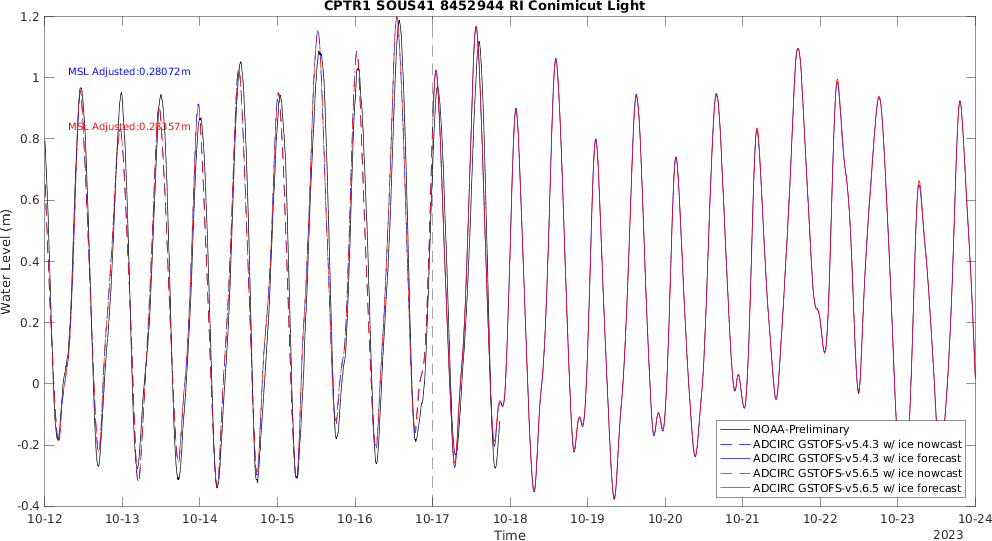 CPTR1 SOUS41 8452944 RI Conimicut Light
1.2
1
0.8
0.6
0.4
0.2
0
-0.2
-0.4
Water Level (m)
MSL Adjusted:0.28072m
MSL Adjusted:0.28357m
NOAA-Preliminary
ADCIRC GSTOFS-v5.4.3 w/ ice nowcast
ADCIRC GSTOFS-v5.4.3 w/ ice forecast
ADCIRC GSTOFS-v5.6.5 w/ ice nowcast
ADCIRC GSTOFS-v5.6.5 w/ ice forecast
10-12 10-13 10-14 10-15 10-16 10-17 10-18 10-19 10-20 10-21 10-22 10-23 10-24
Time
2023